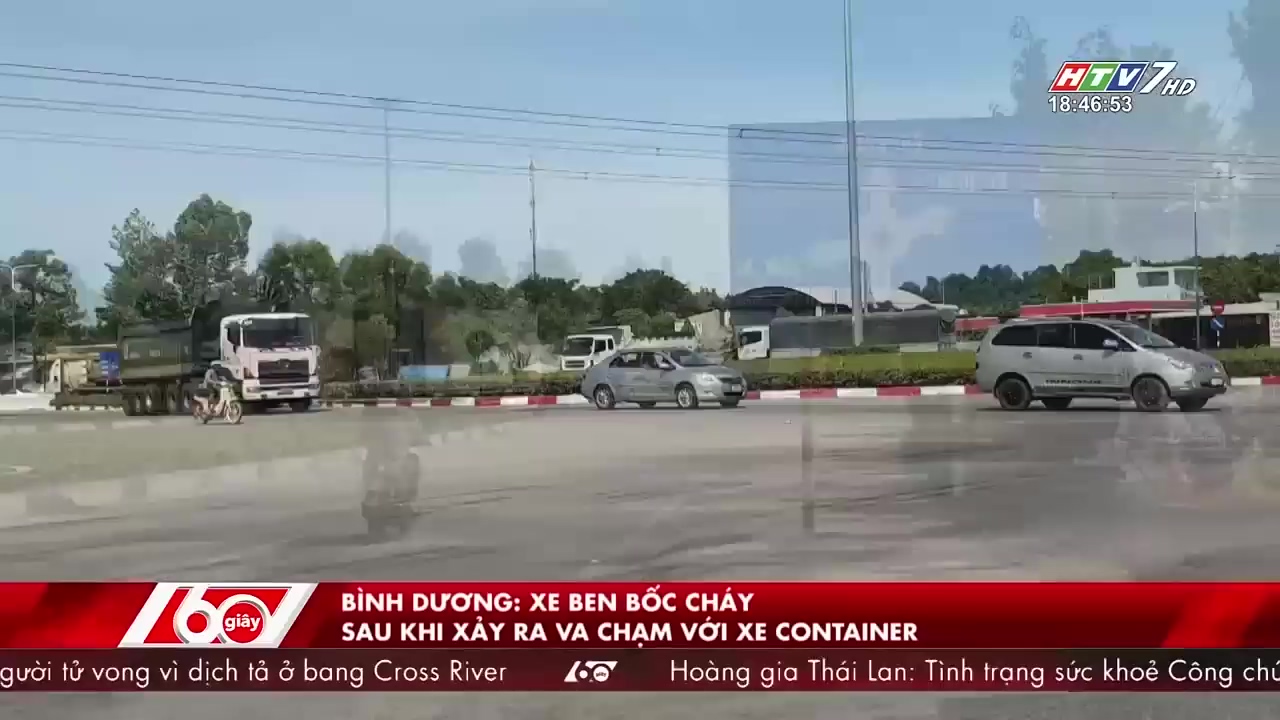 HTV7 HD
18:46:53
60 giây
BÌNH DƯƠNG: XE BEN BỐC CHÁY
SAU KHI XẢY RA VA CHẠM VỚI XE CONTAINER
gười tử vong vì dịch tả ở bang Cross River
60 giây
Hoàng gia Thái Lan: Tình trạng sức khoẻ Công chú